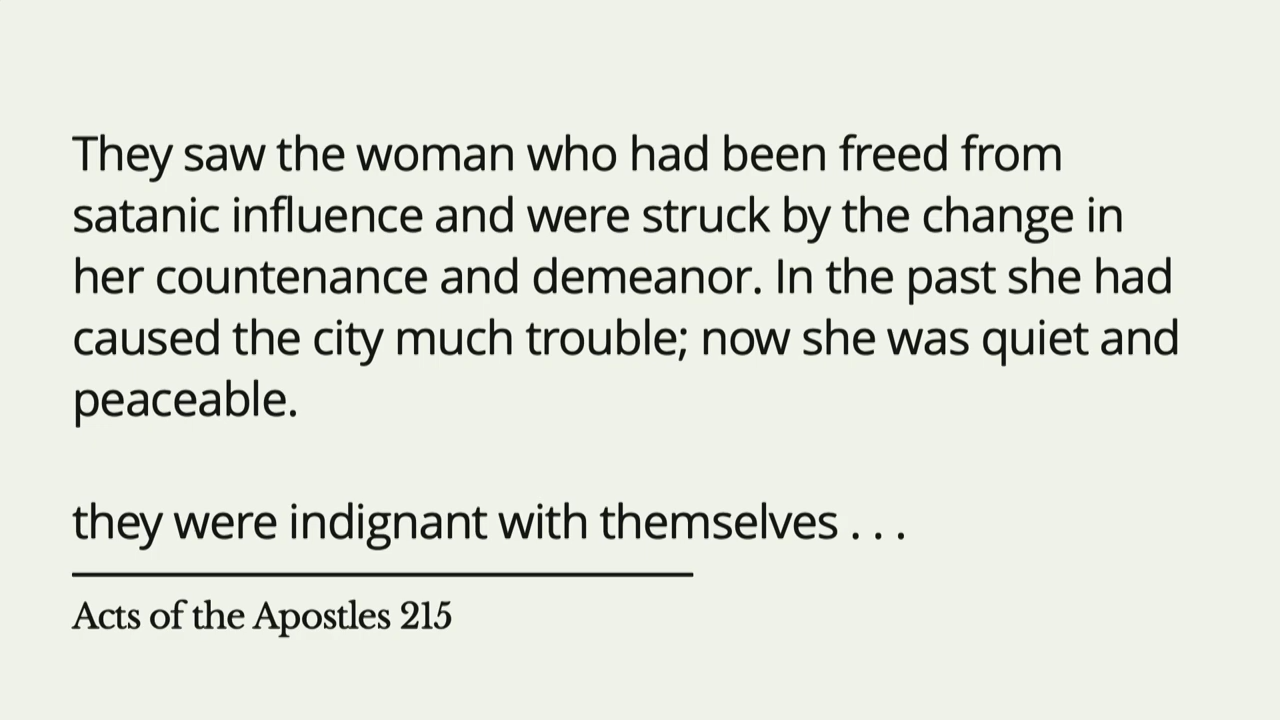 They saw the woman who had been freed from
satanic influence and were struck by the change in
her countenance and demeanor. In the past she had
caused the city much trouble; now she was quiet and
peaceable.
they were indignant with themselves . . .
Acts of the Apostles 215